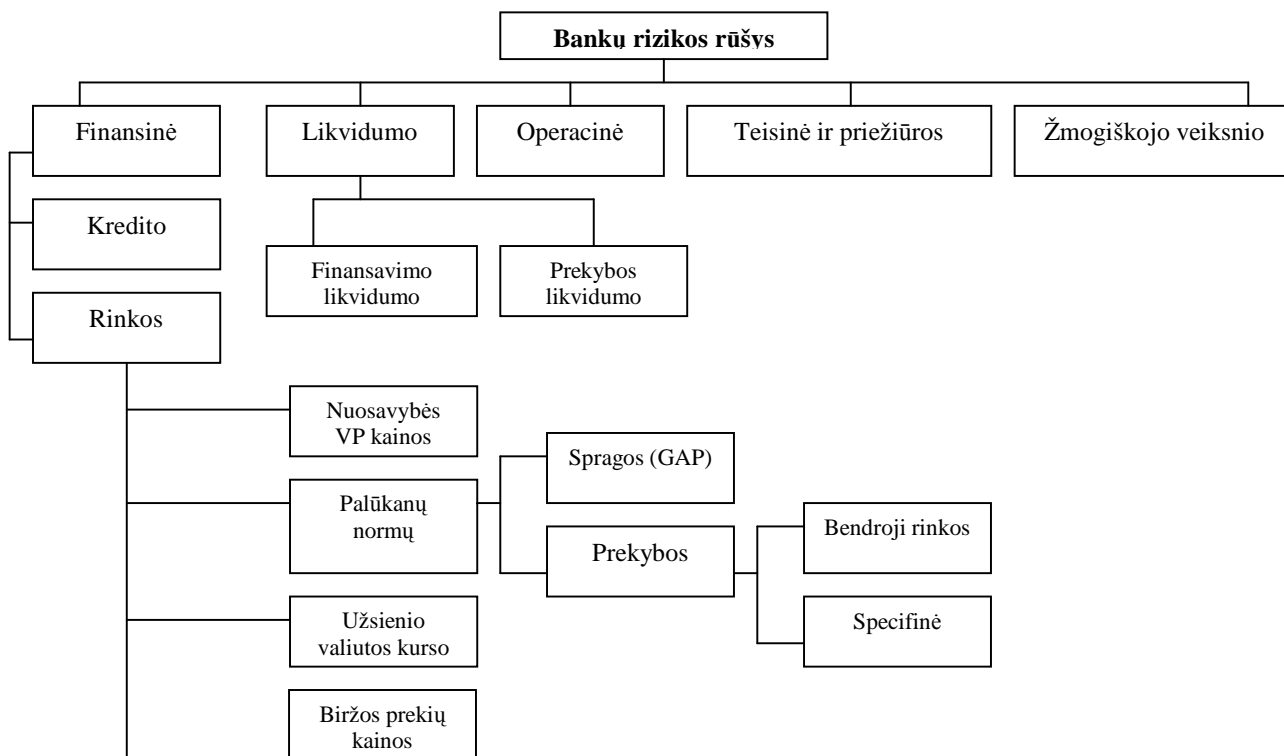 Bankų rizikos rūšys
Finansinė
Likvidumo
Operacinė
Teisinė ir priežiūros
Žmogiškojo veiksnio
Kredito
Finansavimo
likvidumo
Prekybos
likvidumo
Rinkos
Nuosavybės
VP kainos
Spragos (GAP)
Palūkanų
normų
Prekybos
Bendroji rinkos
Užsienio
valiutos kurso
Specifinė
Biržos prekių
kainos